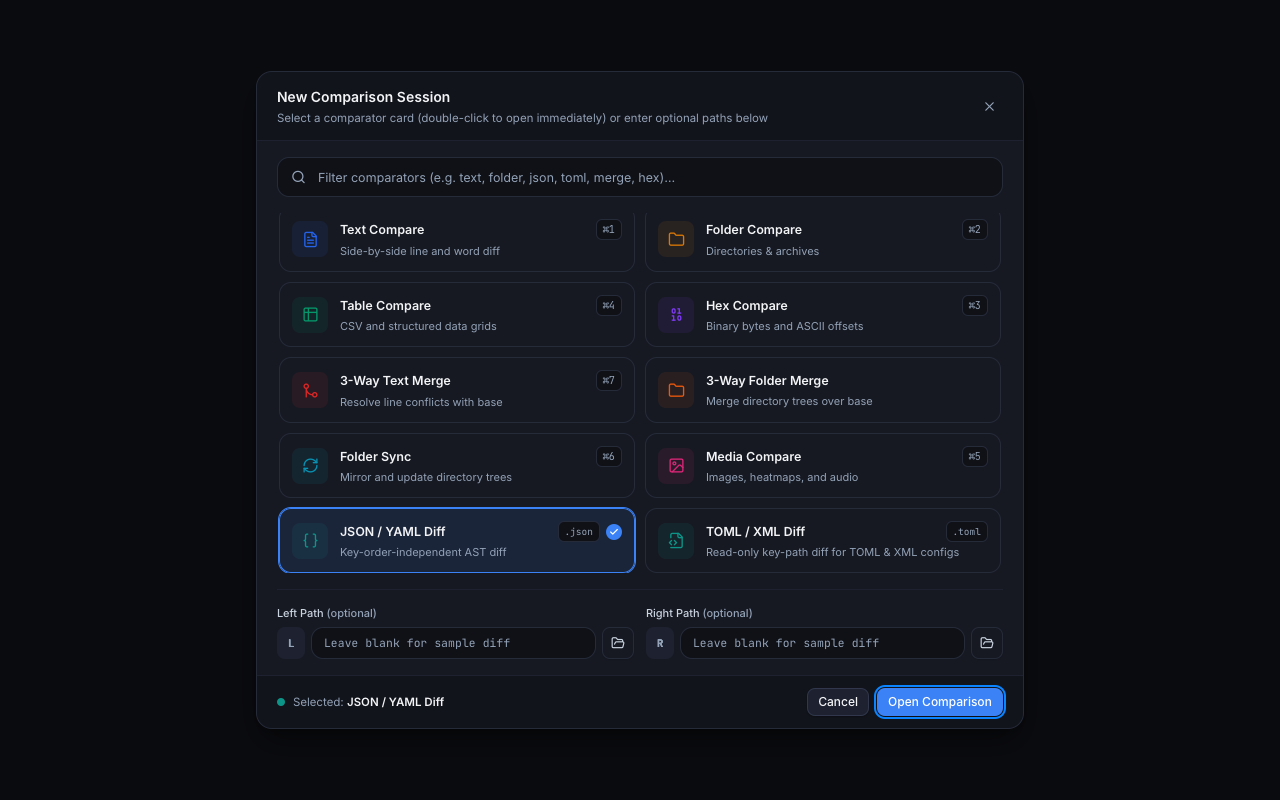 New Comparison Session
Select a comparator card (double-click to open immediately) or enter optional paths below
Filter comparators (e.g. text, folder, json, toml, merge, hex)...
Text Compare ⌘1
Side-by-side line and word diff
Folder Compare ⌘2
Directories & archives
Table Compare ⌘4
CSV and structured data grids
01
10
Hex Compare ⌘3
Binary bytes and ASCII offsets
3-Way Text Merge ⌘7
Resolve line conflicts with base
3-Way Folder Merge
Merge directory trees over base
Folder Sync ⌘6
Mirror and update directory trees
Media Compare ⌘5
Images, heatmaps, and audio
JSON / YAML Diff .json
Key-order-independent AST diff
TOML / XML Diff .toml
Read-only key-path diff for TOML & XML configs
Left Path (optional)
L Leave blank for sample diff
Right Path (optional)
R Leave blank for sample diff
Selected: JSON / YAML Diff
Cancel
Open Comparison